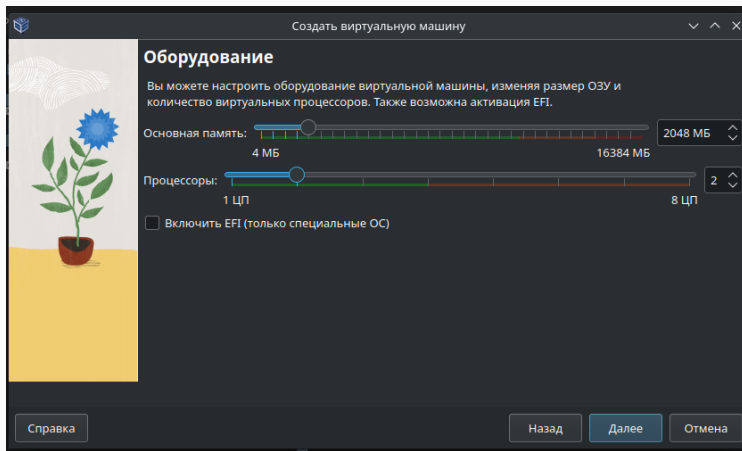 Создать виртуальную машину
Оборудование
Вы можете настроить оборудование виртуальной машины, изменяя размер ОЗУ и
количество виртуальных процессоров. Также возможна активация EFI.
Основная память:
2048 МБ
4 МБ
16384 МБ
Процессоры:
2
1 ЦП
8 ЦП
Включить EFI (только специальные ОС)
Справка
Назад
Далее
Отмена